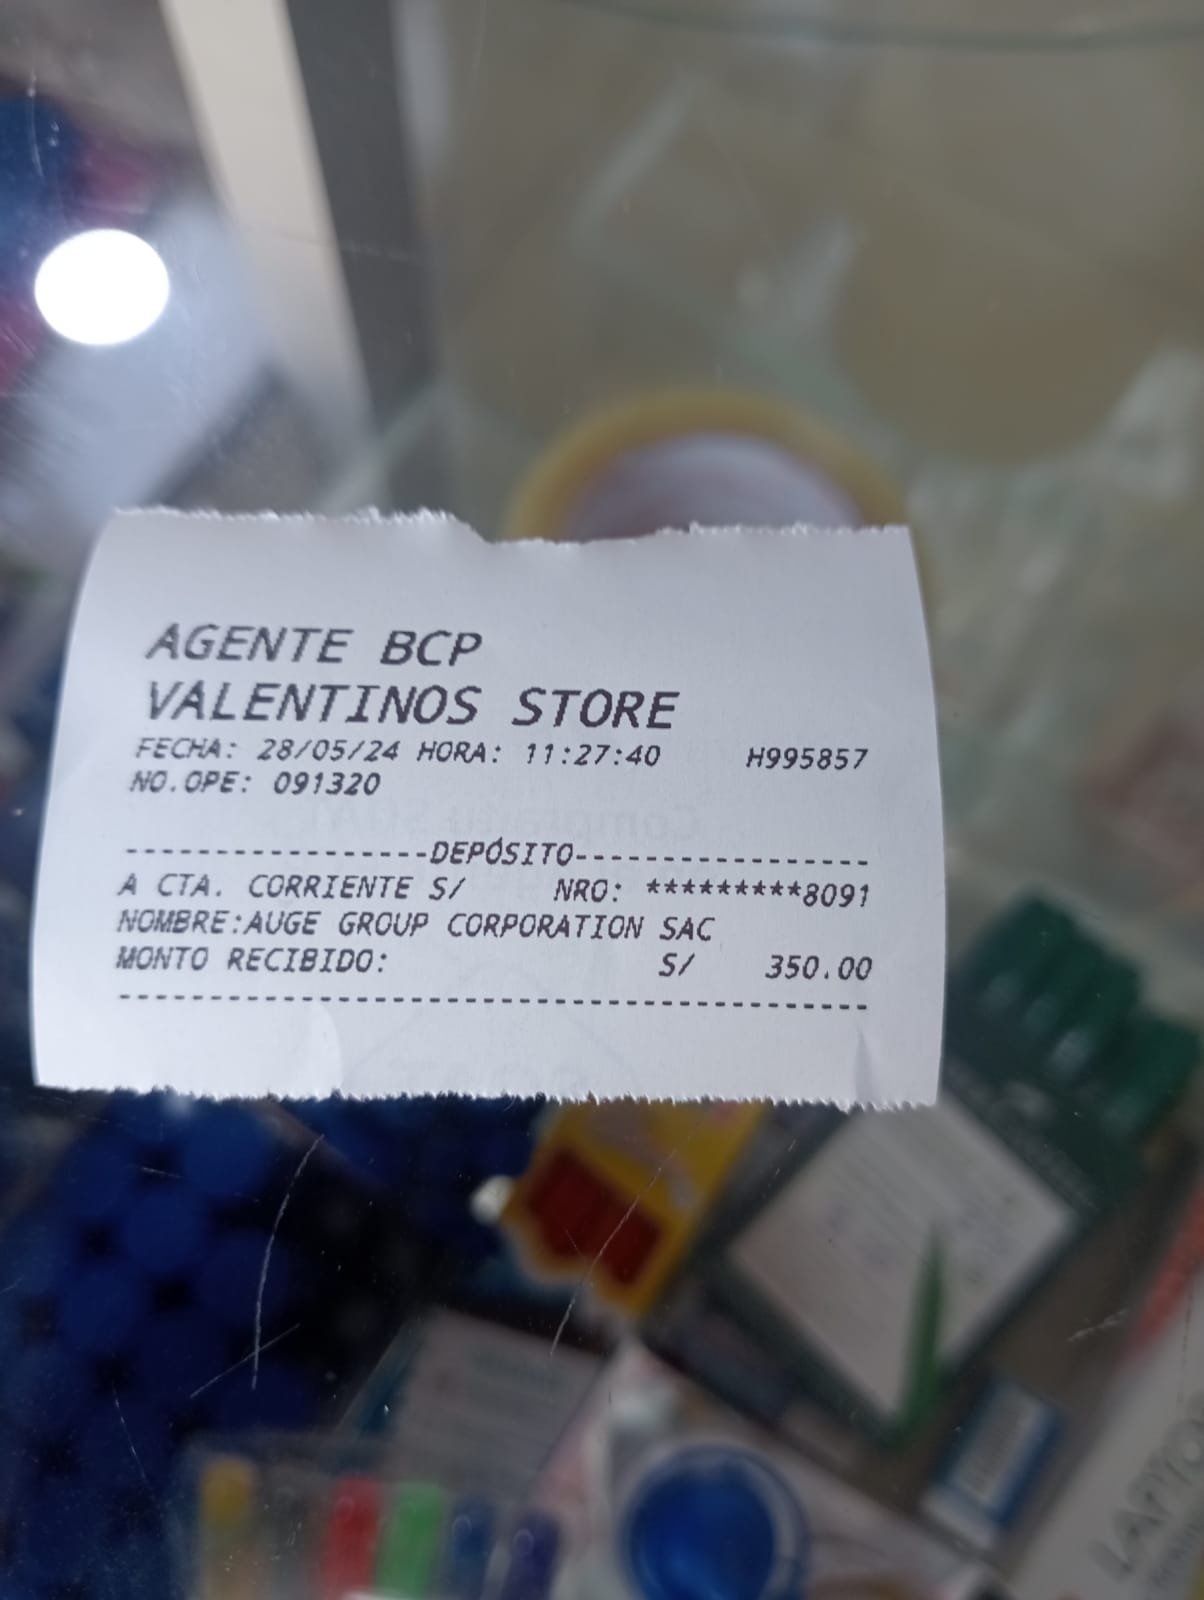 AGENTE BCP
VALENTINOS STORE
FECHA: 28/05/24 HORA: 11:27:40 H995857
NO.OPE: 091320
-----------------DEPÓSITO----------------
A CTA. CORRIENTE S/ NRO: *********8091
NOMBRE:AUGE GROUP CORPORATION SAC
MONTO RECIBIDO: S/ 350.00
-----------------------------------------